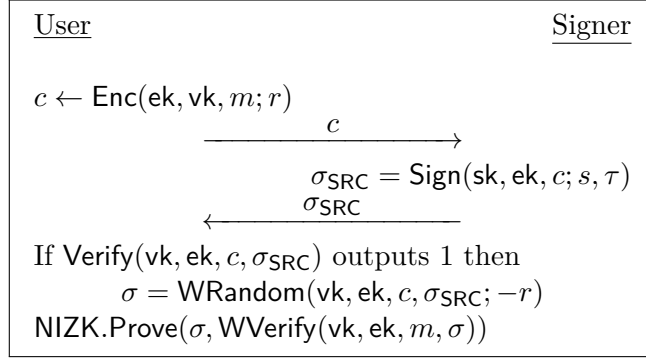 User Signer
c ← Enc(ek, vk, m; r)
c
σ_SRC = Sign(sk, ek, c; s, τ)
σ_SRC
If Verify(vk, ek, c, σ_SRC) outputs 1 then
σ = WRandom(vk, ek, c, σ_SRC; −r)
NIZK.Prove(σ, WVerify(vk, ek, m, σ))